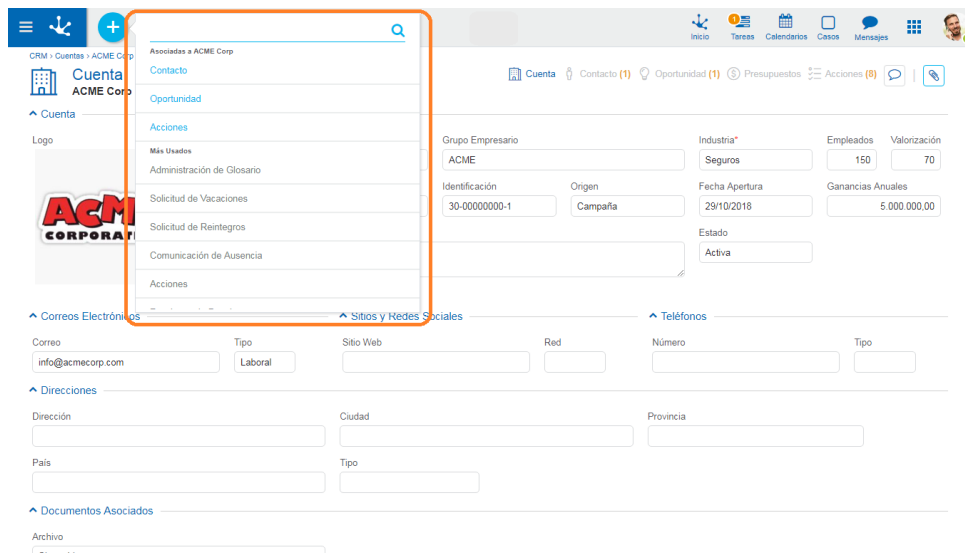 +
1
Inicio
Tareas
Calendarios
Casos
Mensajes
CRM > Cuentas > ACME Corp
Cuenta
ACME Corp
Cuenta
Contacto (1)
Oportunidad (1)
Presupuestos
Acciones (8)
Asociadas a ACME Corp
Contacto
Oportunidad
Acciones
Más Usados
Administración de Glosario
Solicitud de Vacaciones
Solicitud de Reintegros
Comunicación de Ausencia
Acciones
Cuenta
Logo
Grupo Empresario
Industria*
Empleados
Valorización
ACME
Seguros
150
70
Identificación
Origen
Fecha Apertura
Ganancias Anuales
30-00000000-1
Campaña
29/10/2018
5.000.000,00
Estado
Activa
Correos Electrónicos
Sitios y Redes Sociales
Teléfonos
Correo
Tipo
Sitio Web
Red
Número
Tipo
info@acmecorp.com
Laboral
Direcciones
Dirección
Ciudad
Provincia
País
Tipo
Documentos Asociados
Archivo